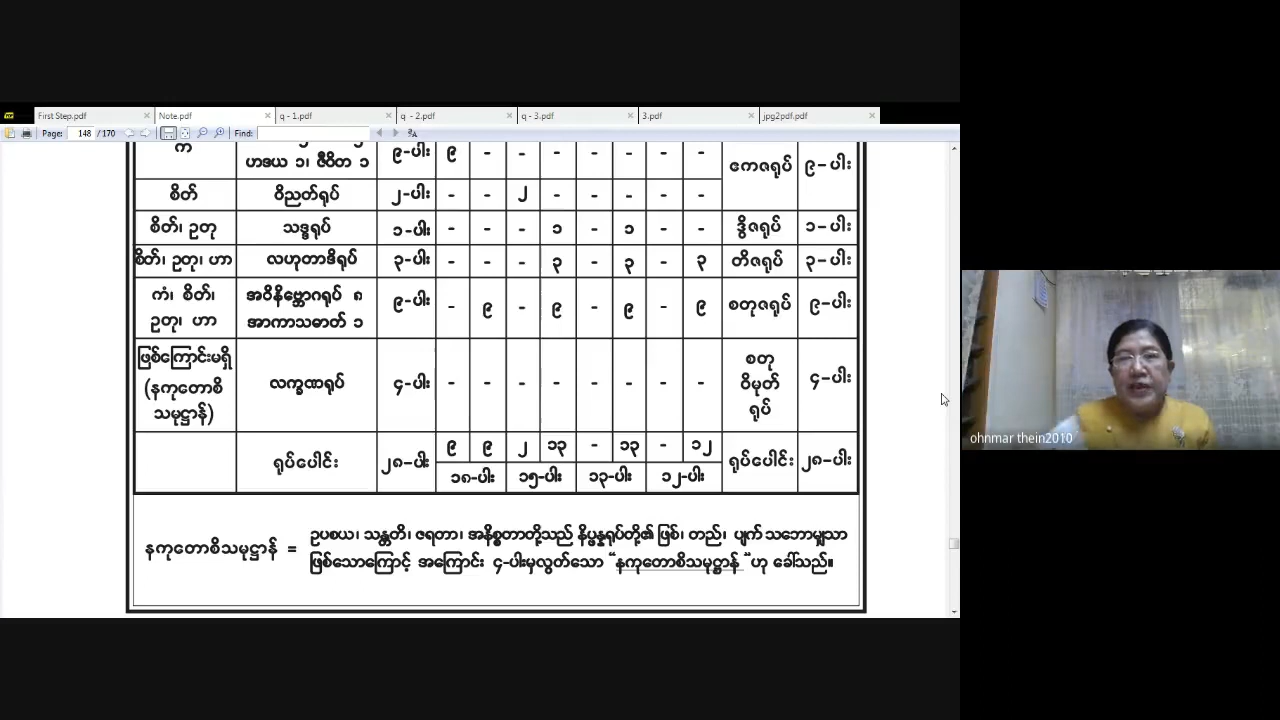 First Step.pdf Note.pdf q - 1.pdf q - 2.pdf q - 3.pdf 3.pdf jpg2pdf.pdf
Page: 148 / 170 Find:
ဟဒယ ၁၊ ဇီဝိတ ၁ ၉-ပါး ၉ - - - - - - - ဧကဇရုပ် ၉-ပါး
စိတ် ဝိညတ်ရုပ် ၂-ပါး - - ၂ - - - - -
စိတ်၊ ဥတု သဒ္ဒရုပ် ၁-ပါး - - - ၁ - ၁ - - ဒွိဇရုပ် ၁-ပါး
စိတ်၊ ဥတု၊ ဟာ လဟုတာဒိရုပ် ၃-ပါး - - - ၃ - ၃ - ၃ တိဇရုပ် ၃-ပါး
ကံ၊ စိတ်၊ ဥတု၊ ဟာ အဝိနိဗ္ဘောဂရုပ် ၈ အာကာသဓာတ် ၁ ၉-ပါး - ၉ - ၉ - ၉ - ၉ စတုဇရုပ် ၉-ပါး
ဖြစ်ကြောင်းမရှိ (နကုတောစိ သမုဋ္ဌာန်) လက္ခဏရုပ် ၄-ပါး - - - - - - - - စတု ဝိမုတ် ရုပ် ၄-ပါး
ရုပ်ပေါင်း ၂၈-ပါး ၉ ၉ ၂ ၁၃ - ၁၃ - ၁၂ ရုပ်ပေါင်း ၂၈-ပါး
၁၈-ပါး ၁၅-ပါး ၁၃-ပါး ၁၂-ပါး
နကုတောစိသမုဋ္ဌာန် = ဥပစယ၊ သန္တတိ၊ ဇရတာ၊ အနိစ္စတာတို့သည် နိပ္ဖန္နရုပ်တို့၏ ဖြစ်၊ တည်၊ ပျက် သဘောမျှသာ
ဖြစ်သောကြောင့် အကြောင်း ၄-ပါးမှလွတ်သော “နကုတောစိသမုဋ္ဌာန် “ဟု ခေါ်သည်။
ohnmar thein2010